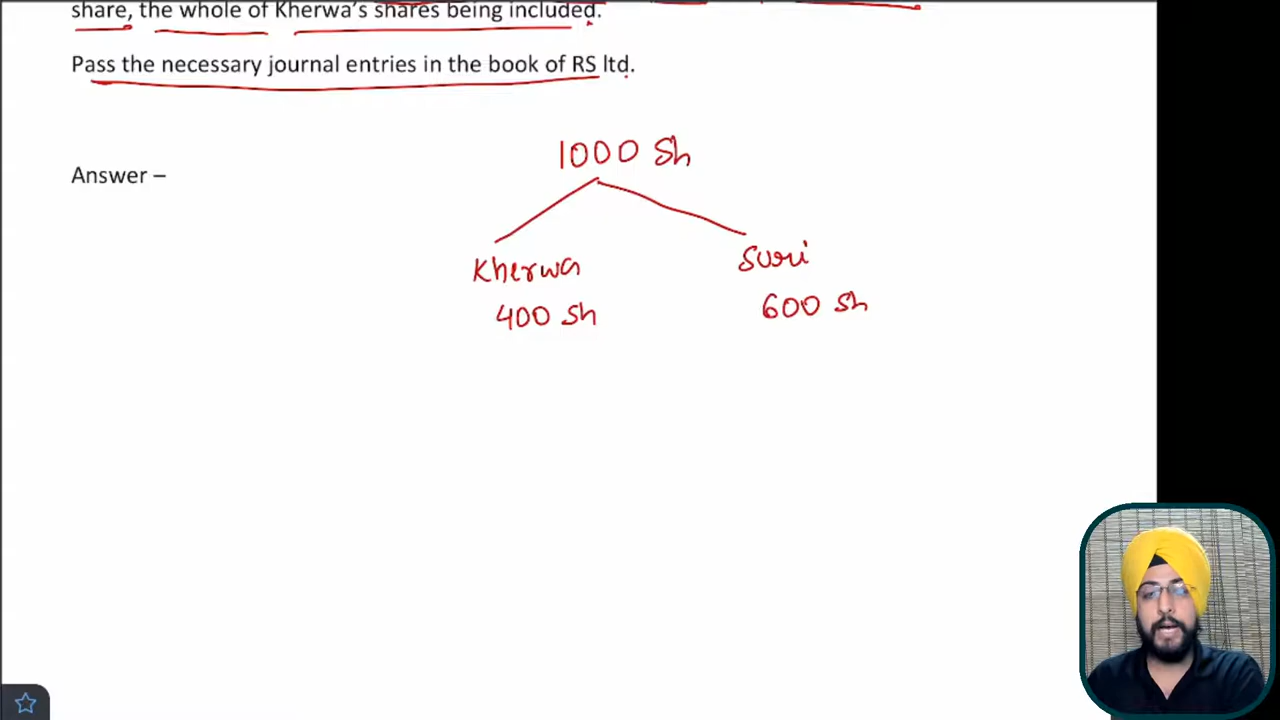 share, the whole of Kherwa's shares being included.
Pass the necessary journal entries in the book of RS ltd.
1000 Sh
Answer –
Kherwa
Suri
400 Sh
600 Sh